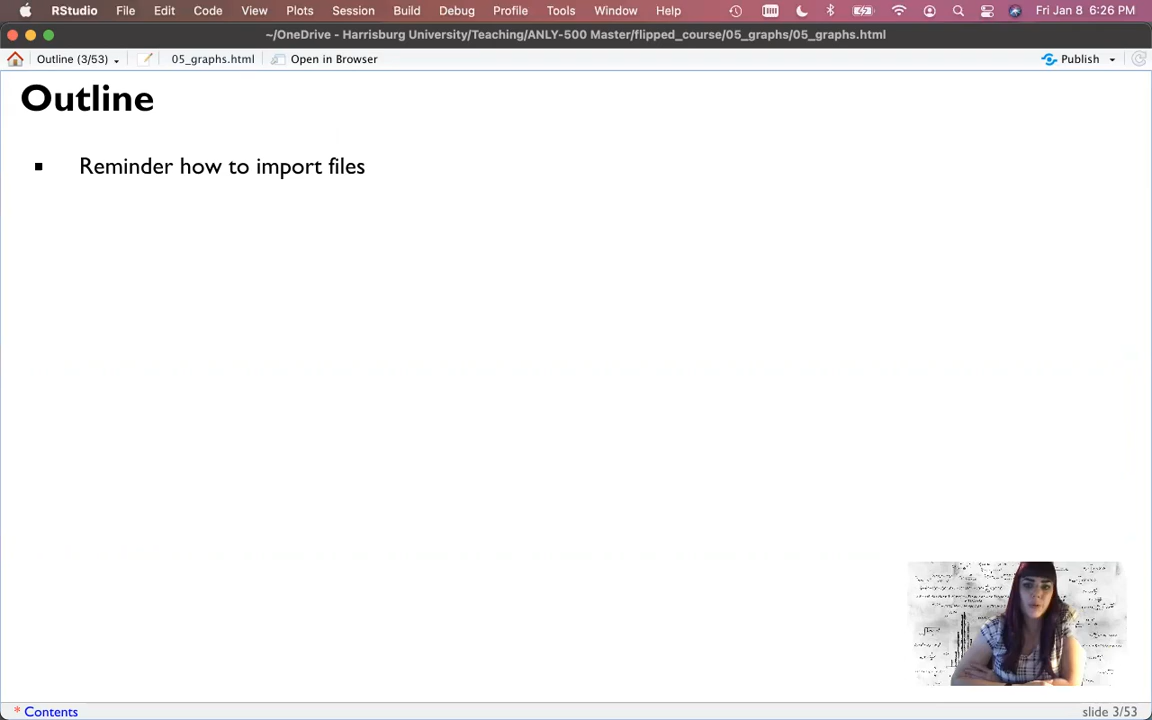 RStudio File Edit Code View Plots Session Build Debug Profile Tools Window Help Fri Jan 8 6:26 PM
~/OneDrive - Harrisburg University/Teaching/ANLY-500 Master/flipped_course/05_graphs/05_graphs.html
Outline (3/53) 05_graphs.html Open in Browser Publish
Outline
▪ Reminder how to import files
* Contents slide 3/53